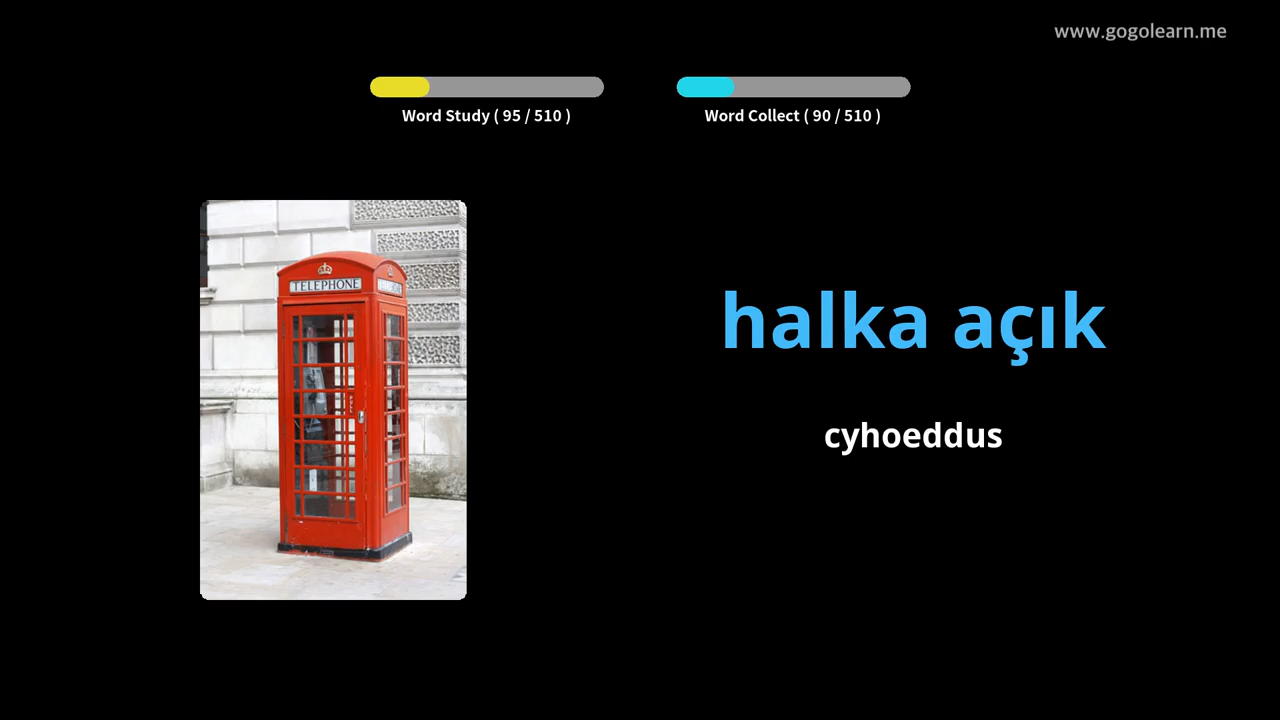 www.gogolearn.me
Word Study ( 95 / 510 )
Word Collect ( 90 / 510 )
TELEPHONE
halka açık
cyhoeddus